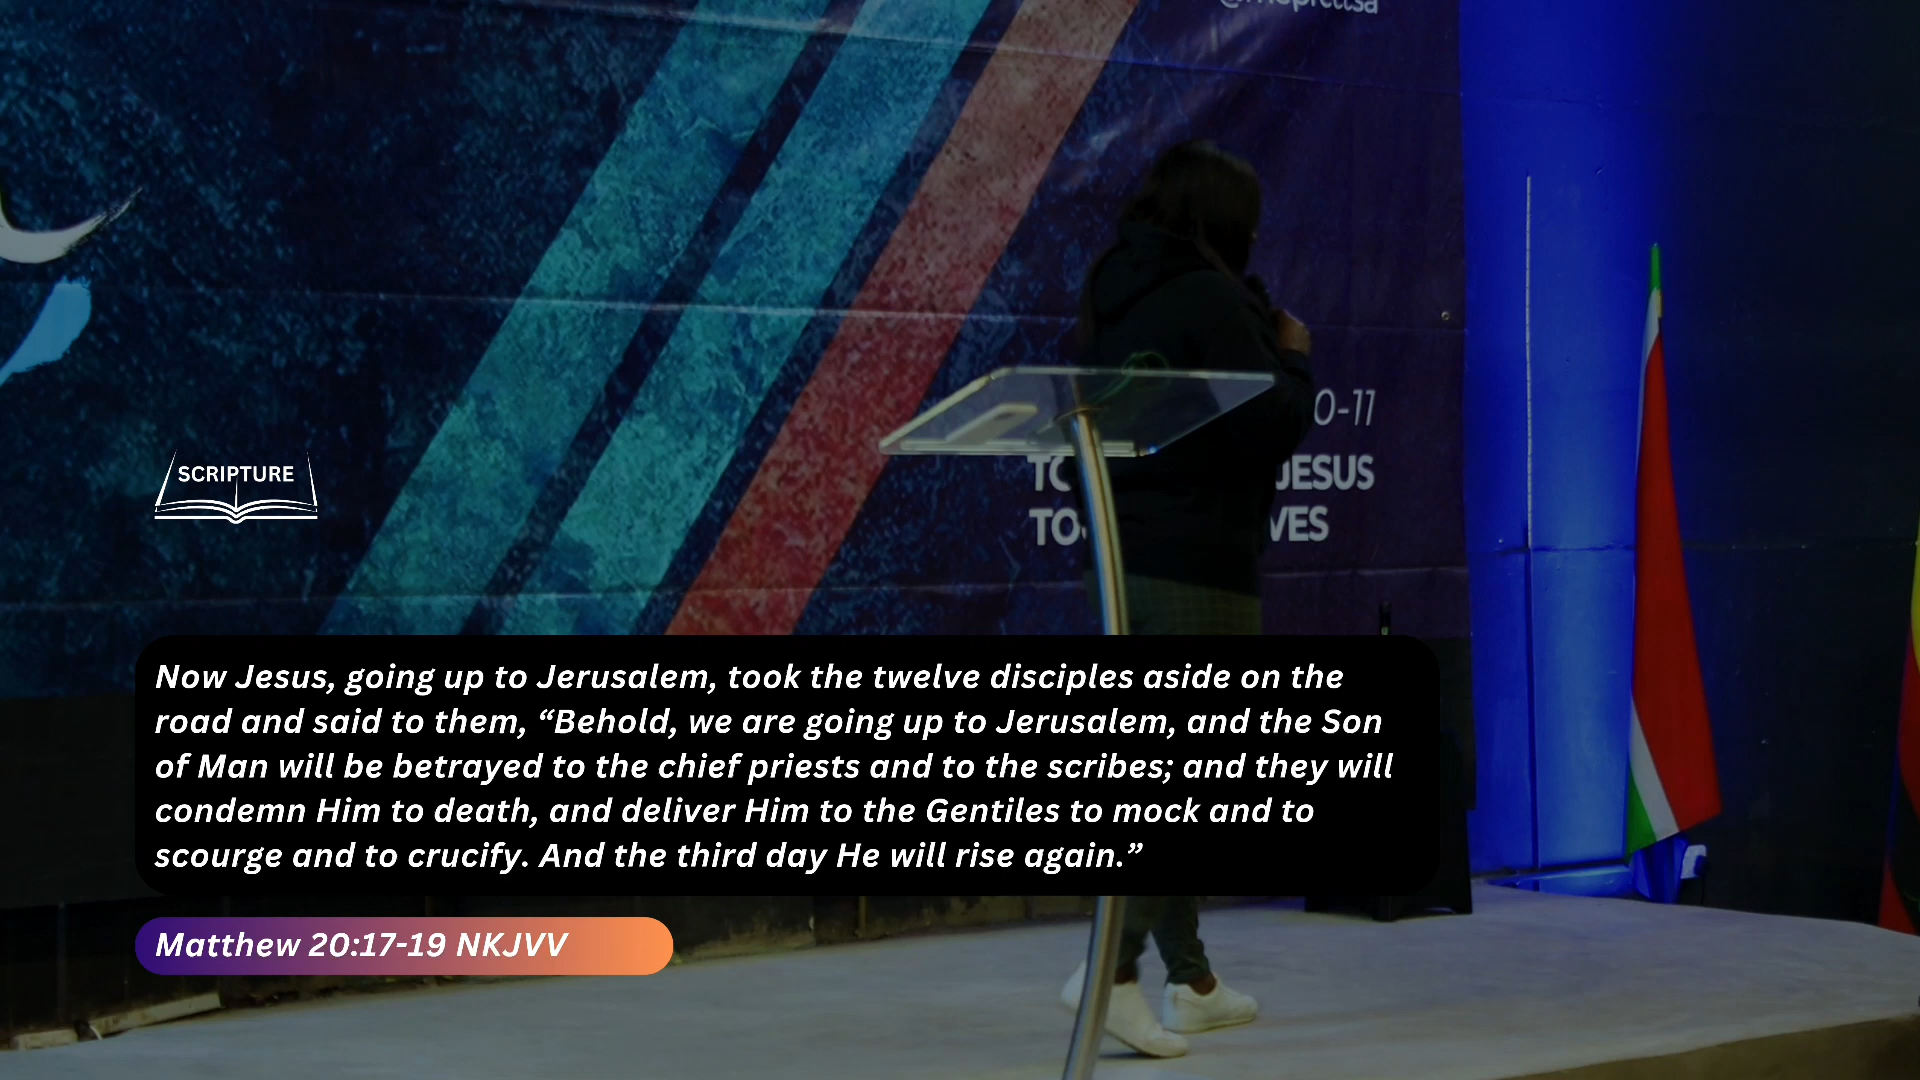 0-11
JESUS
SCRIPTURE
Now Jesus, going up to Jerusalem, took the twelve disciples aside on the
road and said to them, “Behold, we are going up to Jerusalem, and the Son
of Man will be betrayed to the chief priests and to the scribes; and they will
condemn Him to death, and deliver Him to the Gentiles to mock and to
scourge and to crucify. And the third day He will rise again.”
Matthew 20:17-19 NKJVV